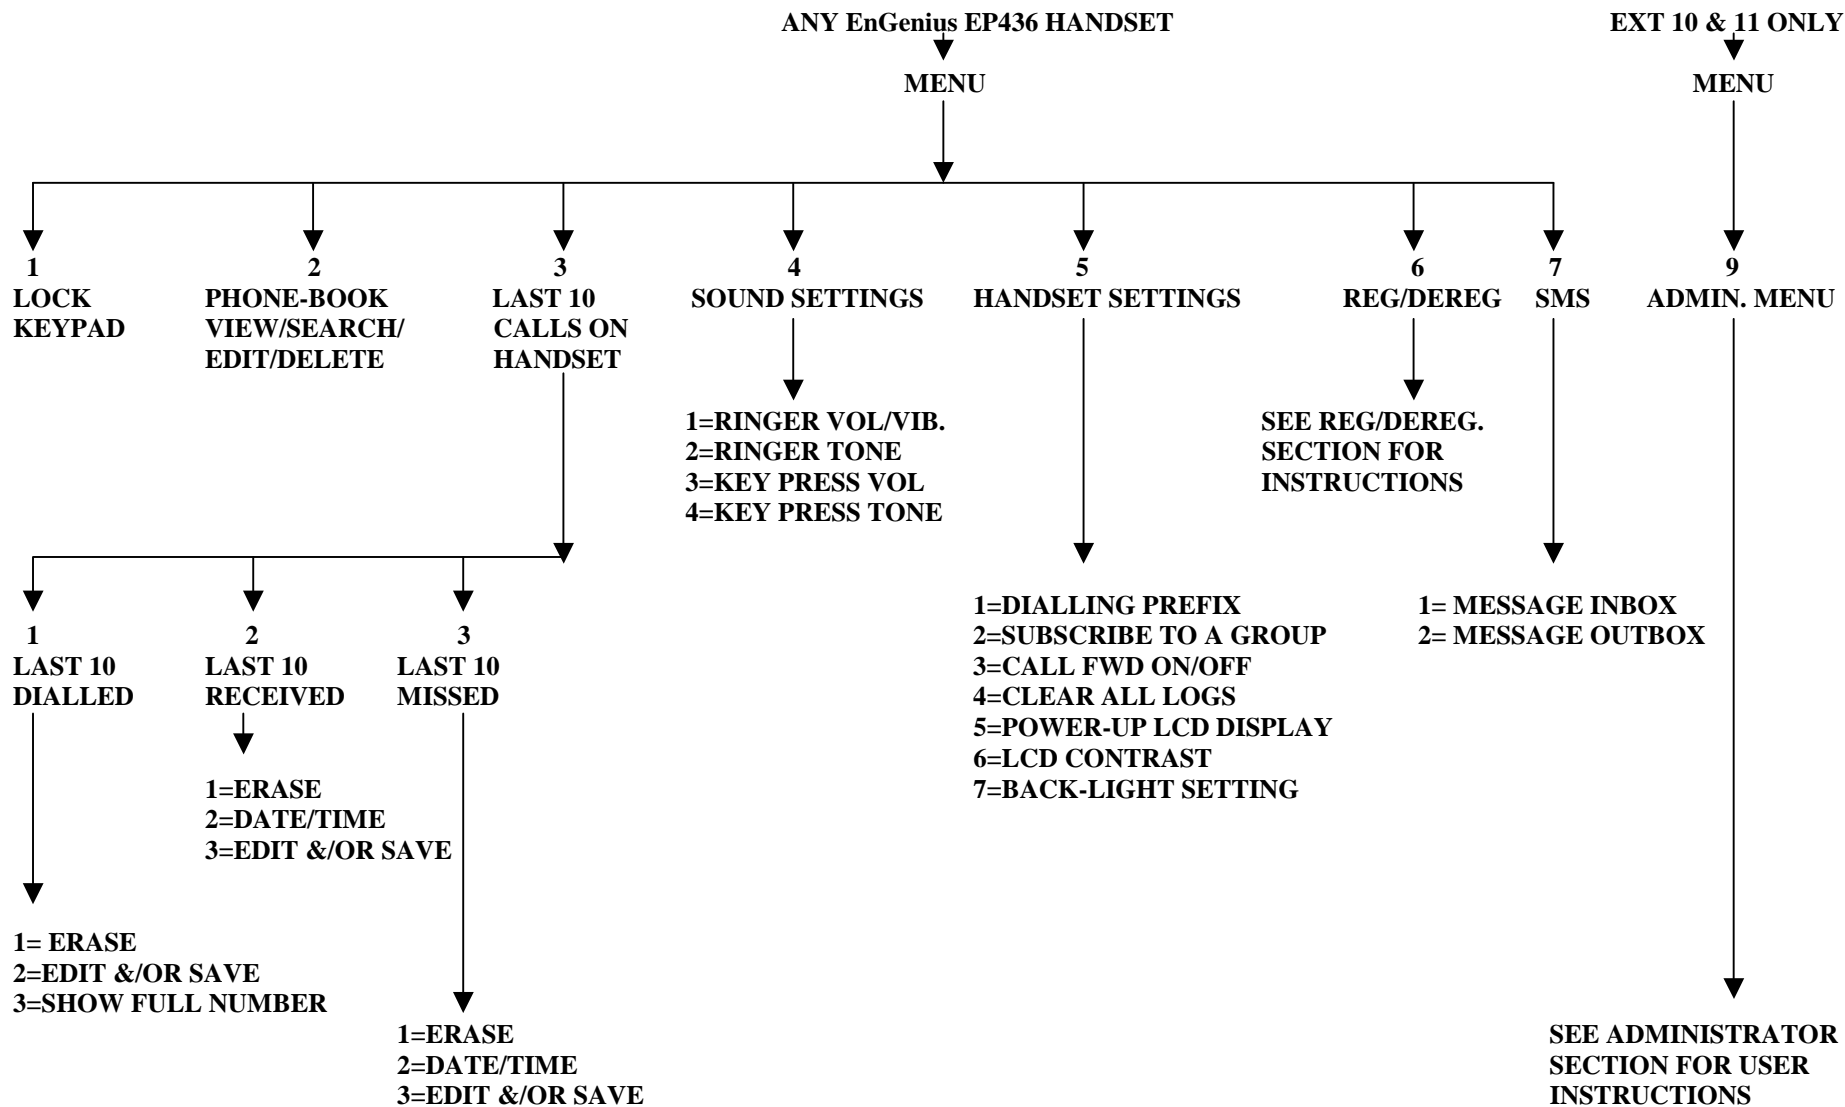 ANY EnGenius EP436 HANDSET
EXT 10 & 11 ONLY
MENU
MENU
1
LOCK
KEYPAD
2
PHONE-BOOK
VIEW/SEARCH/
EDIT/DELETE
3
LAST 10
CALLS ON
HANDSET
4
SOUND SETTINGS
5
HANDSET SETTINGS
6
REG/DEREG
7
SMS
9
ADMIN. MENU
1=RINGER VOL/VIB.
2=RINGER TONE
3=KEY PRESS VOL
4=KEY PRESS TONE
SEE REG/DEREG.
SECTION FOR
INSTRUCTIONS
1=DIALLING PREFIX
2=SUBSCRIBE TO A GROUP
3=CALL FWD ON/OFF
4=CLEAR ALL LOGS
5=POWER-UP LCD DISPLAY
6=LCD CONTRAST
7=BACK-LIGHT SETTING
1= MESSAGE INBOX
2= MESSAGE OUTBOX
1
LAST 10
DIALLED
2
LAST 10
RECEIVED
3
LAST 10
MISSED
1=ERASE
2=DATE/TIME
3=EDIT &/OR SAVE
1= ERASE
2=EDIT &/OR SAVE
3=SHOW FULL NUMBER
1=ERASE
2=DATE/TIME
3=EDIT &/OR SAVE
SEE ADMINISTRATOR
SECTION FOR USER
INSTRUCTIONS